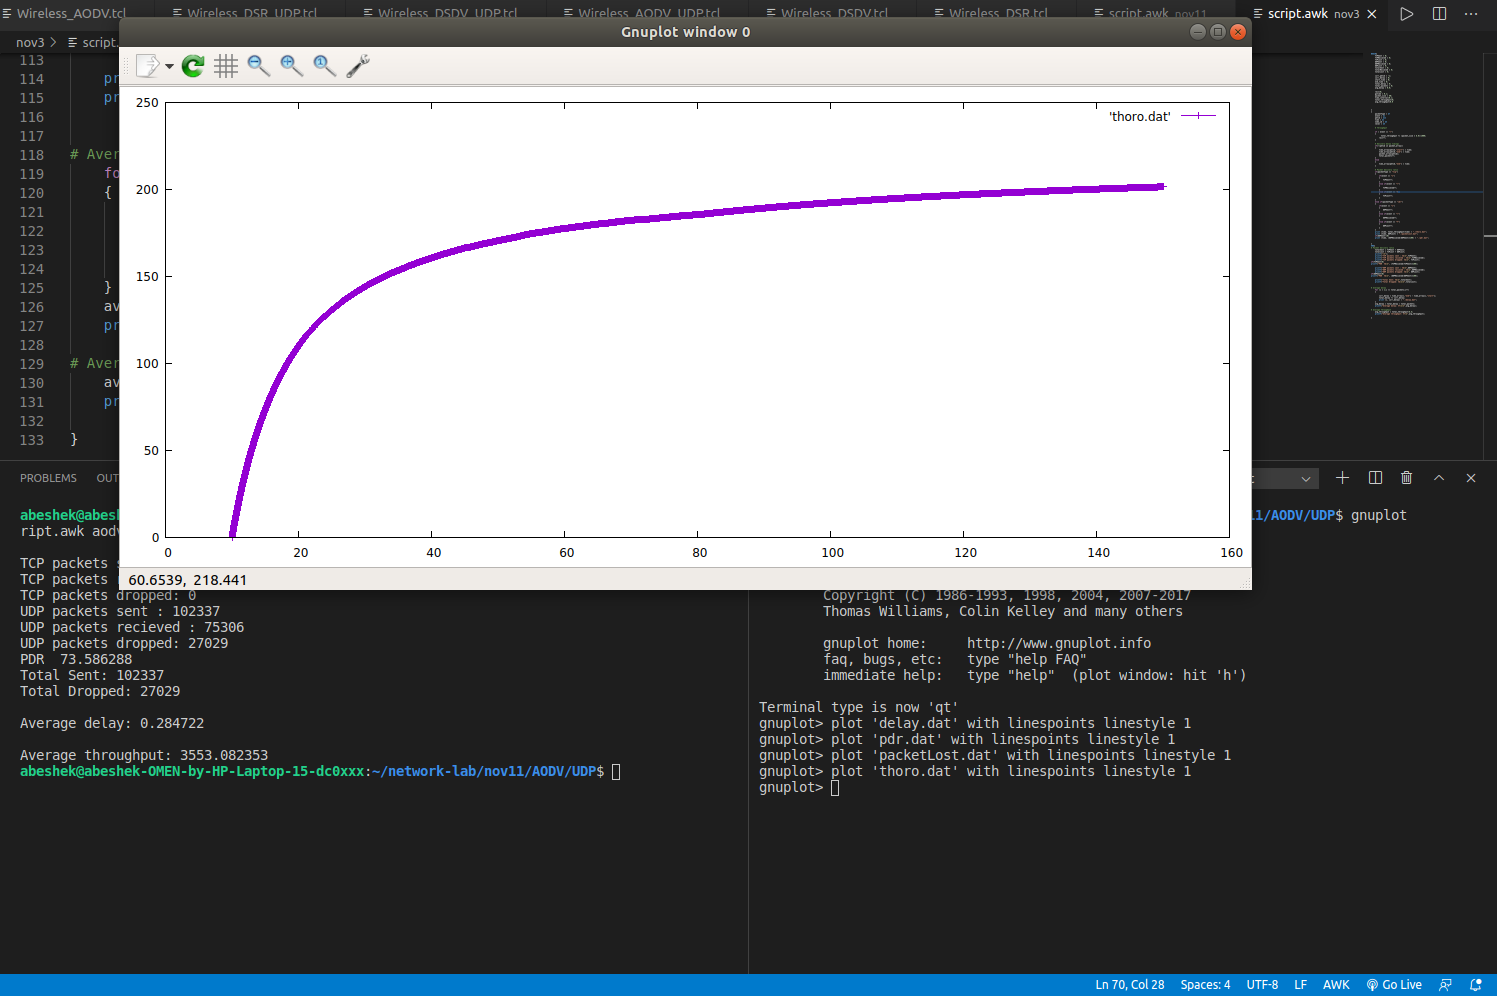 Wireless_AODV.tcl
Wireless_DSR_UDP.tcl
Wireless_DSDV_UDP.tcl
Wireless_AODV_UDP.tcl
Wireless_DSDV.tcl
Wireless_DSR.tcl
script.awk nov11
script.awk nov3
nov3 > script.
Gnuplot window 0
113
114 pr
115 pr
116
117
118 # Aver
119 fo
120 {
121
122
123
124
125 }
126 av
127 pr
128
129 # Aver
130 av
131 pr
132
133 }
250
200
150
100
50
0
'thoro.dat'
0 20 40 60 80 100 120 140 160
60.6539, 218.441
PROBLEMS OUT
abeshek@abesh
ript.awk aodv
TCP packets s
TCP packets r
TCP packets dropped: 0
UDP packets sent : 102337
UDP packets recieved : 75306
UDP packets dropped: 27029
PDR 73.586288
Total Sent: 102337
Total Dropped: 27029
Average delay: 0.284722
Average throughput: 3553.082353
abeshek@abeshek-OMEN-by-HP-Laptop-15-dc0xxx:~/network-lab/nov11/AODV/UDP$
11/AODV/UDP$ gnuplot
Copyright (C) 1986-1993, 1998, 2004, 2007-2017
Thomas Williams, Colin Kelley and many others
gnuplot home: http://www.gnuplot.info
faq, bugs, etc: type "help FAQ"
immediate help: type "help" (plot window: hit 'h')
Terminal type is now 'qt'
gnuplot> plot 'delay.dat' with linespoints linestyle 1
gnuplot> plot 'pdr.dat' with linespoints linestyle 1
gnuplot> plot 'packetLost.dat' with linespoints linestyle 1
gnuplot> plot 'thoro.dat' with linespoints linestyle 1
gnuplot>
Ln 70, Col 28 Spaces: 4 UTF-8 LF AWK Go Live